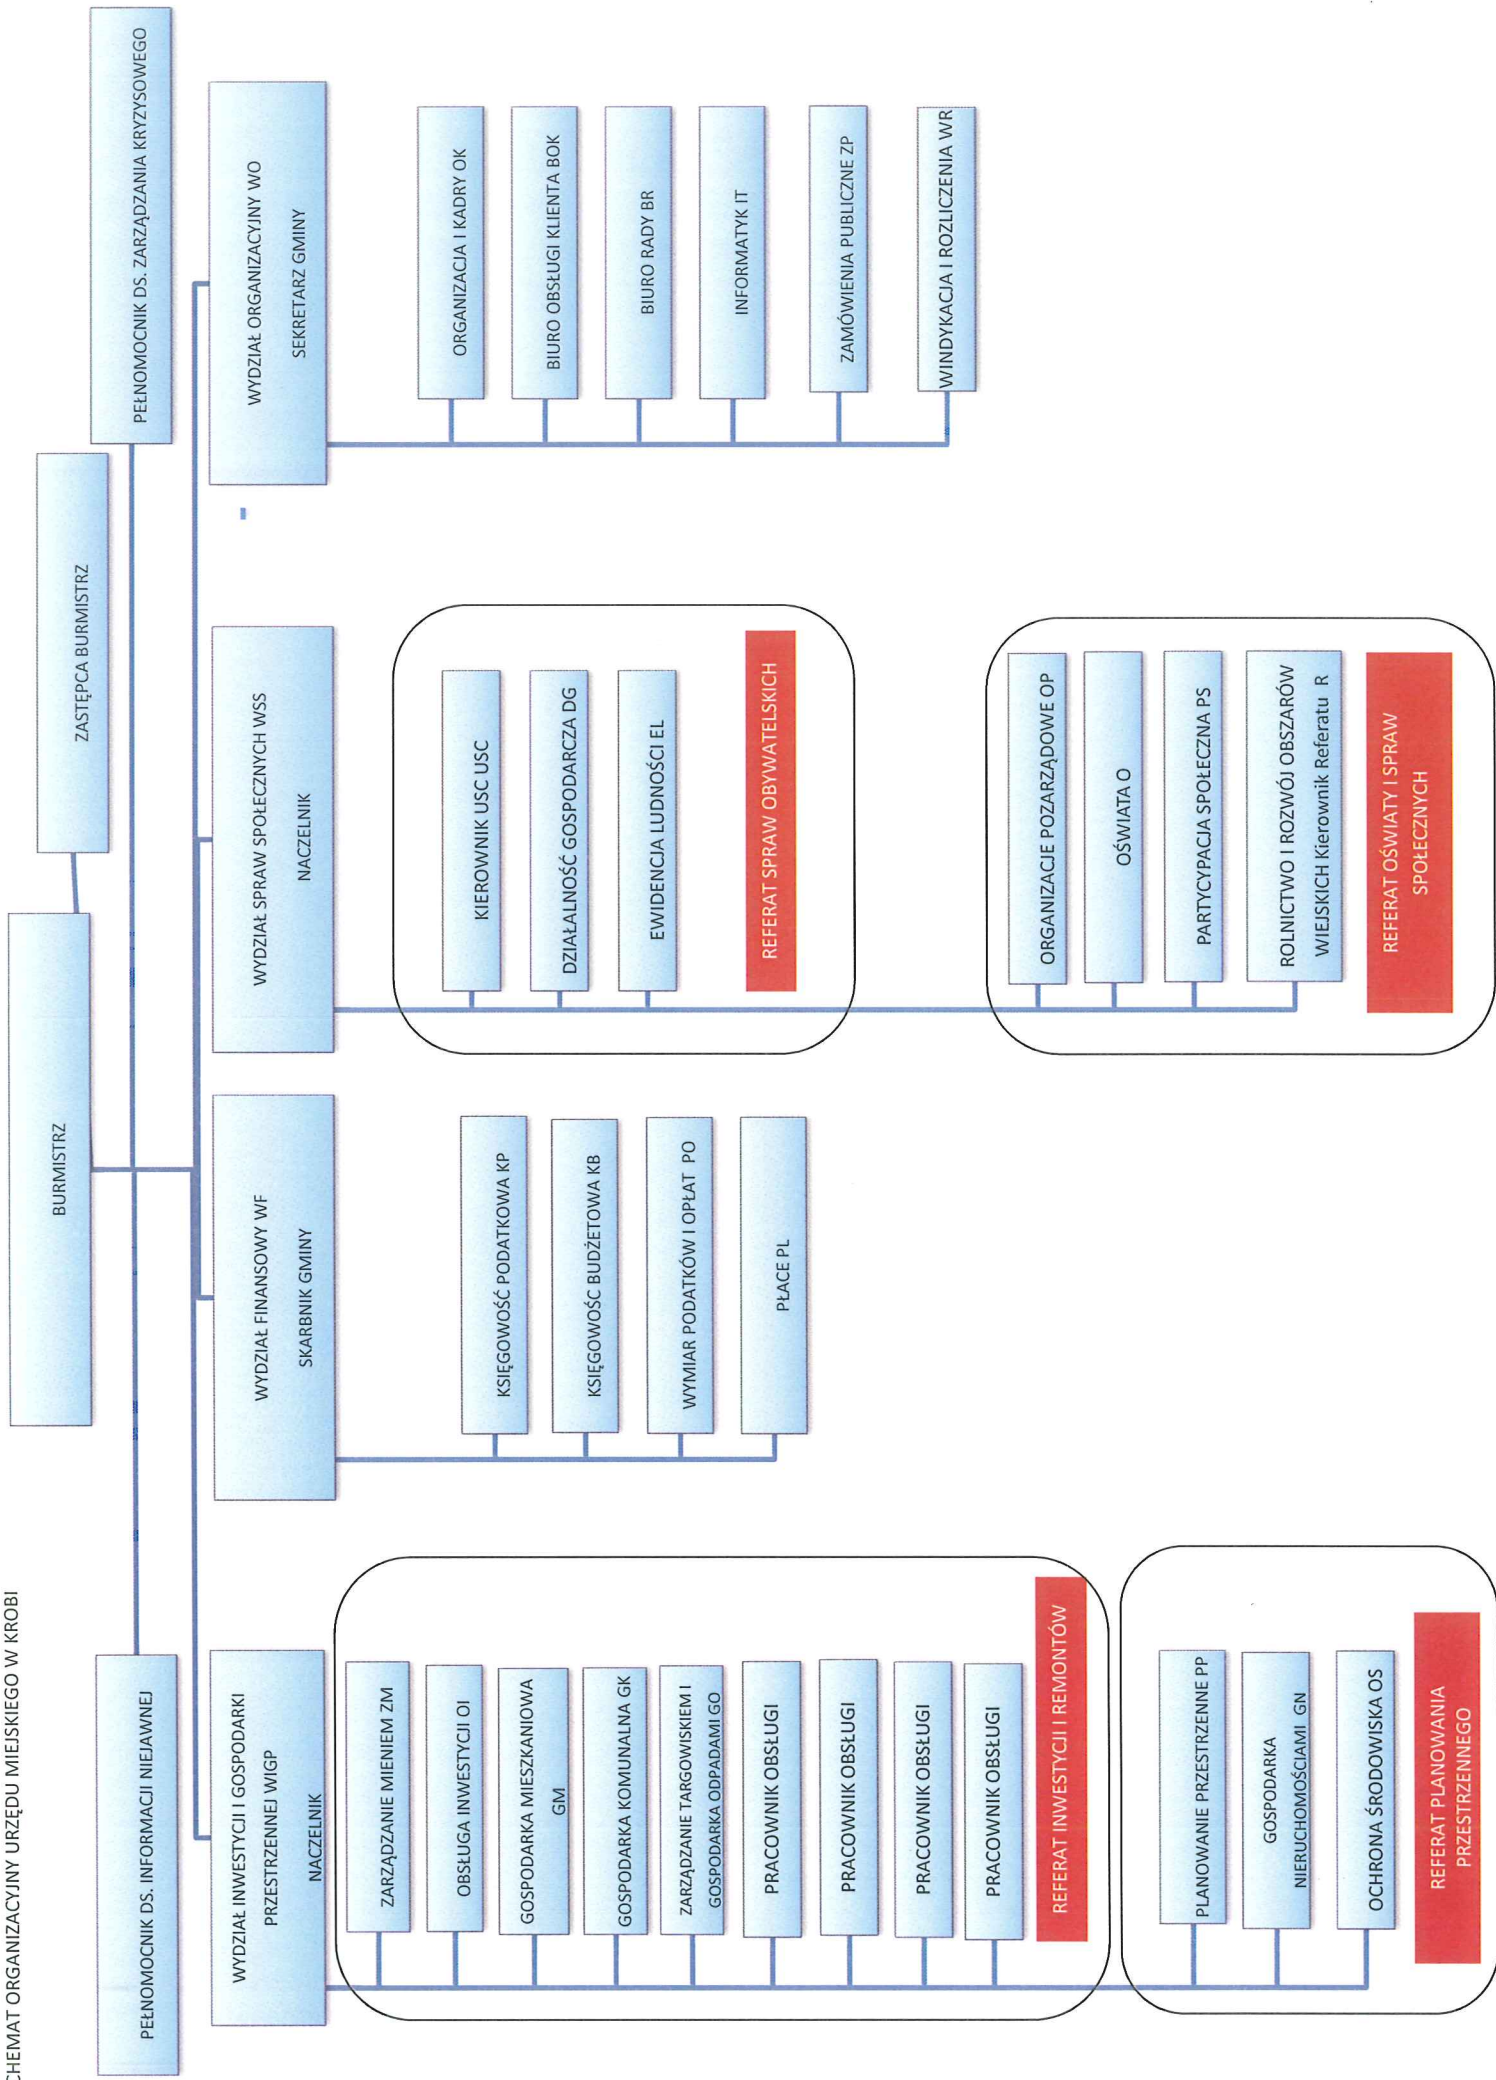 CHEMAT ORGANIZACYJNY URZĘDU MIEJSKIEGO W KROBI
BURMISTRZ
ZASTĘPCA BURMISTRZ
PEŁNOMOCNIK DS. INFORMACJI NIEJAWNEJ
PEŁNOMOCNIK DS. ZARZĄDZANIA KRYZYSOWEGO
WYDZIAŁ INWESTYCJI I GOSPODARKI
PRZESTRZENNEJ WIGP
NACZELNIK
ZARZĄDZANIE MIENIEM ZM
OBSŁUGA INWESTYCJI OI
GOSPODARKA MIESZKANIOWA
GM
GOSPODARKA KOMUNALNA GK
ZARZĄDZANIE TARGOWISKIEM I
GOSPODARKA ODPADAMI GO
PRACOWNIK OBSŁUGI
PRACOWNIK OBSŁUGI
PRACOWNIK OBSŁUGI
PRACOWNIK OBSŁUGI
REFERAT INWESTYCJI I REMONTÓW
PLANOWANIE PRZESTRZENNE PP
GOSPODARKA
NIERUCHOMOŚCIAMI GN
OCHRONA ŚRODOWISKA OS
REFERAT PLANOWANIA
PRZESTRZENNEGO
WYDZIAŁ FINANSOWY WF
SKARBNIK GMINY
KSIĘGOWOŚĆ PODATKOWA KP
KSIĘGOWOŚC BUDŻETOWA KB
WYMIAR PODATKÓW I OPŁAT PO
PŁACE PL
WYDZIAŁ SPRAW SPOŁECZNYCH WSS
NACZELNIK
KIEROWNIK USC USC
DZIAŁALNOŚĆ GOSPODARCZA DG
EWIDENCJA LUDNOŚCI EL
REFERAT SPRAW OBYWATELSKICH
ORGANIZACJE POZARZĄDOWE OP
OŚWIATA O
PARTYCYPACJA SPOŁECZNA PS
ROLNICTWO I ROZWÓJ OBSZARÓW
WIEJSKICH Kierownik Referatu R
REFERAT OŚWIATY I SPRAW
SPOŁECZNYCH
WYDZIAŁ ORGANIZACYJNY WO
SEKRETARZ GMINY
ORGANIZACJA I KADRY OK
BIURO OBSŁUGI KLIENTA BOK
BIURO RADY BR
INFORMATYK IT
ZAMÓWIENIA PUBLICZNE ZP
WINDYKACJA I ROZLICZENIA WR